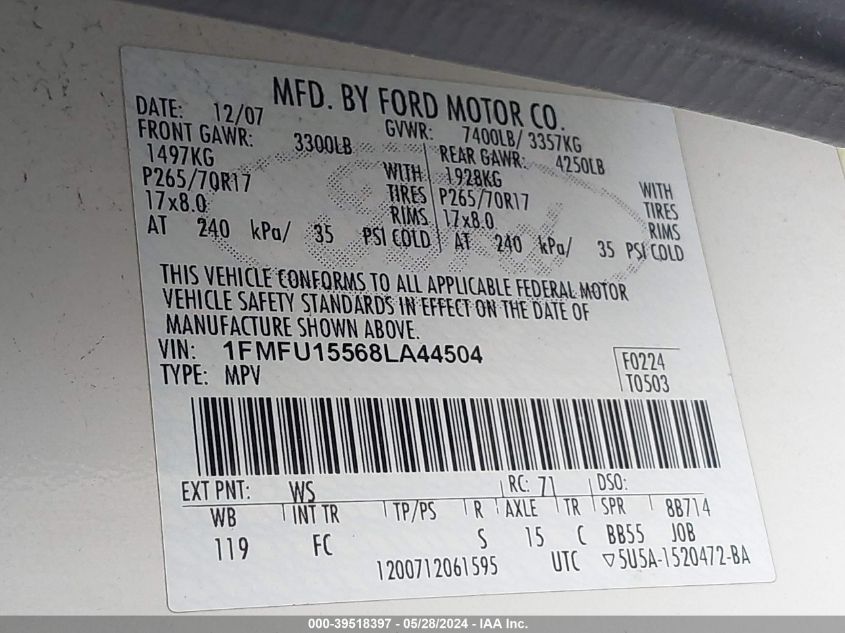 MFD. BY FORD MOTOR CO.
DATE: 12/07 GVWR: 7400LB/ 3357KG
FRONT GAWR: 3300LB REAR GAWR: 4250LB
1497KG WITH 1928KG WITH
P265/70R17 TIRES P265/70R17 TIRES
17x8.0 RIMS 17x8.0 RIMS
AT 240 kPa/ 35 PSI COLD AT 240 kPa/ 35 PSI COLD
THIS VEHICLE CONFORMS TO ALL APPLICABLE FEDERAL MOTOR
VEHICLE SAFETY STANDARDS IN EFFECT ON THE DATE OF
MANUFACTURE SHOWN ABOVE.
VIN: 1FMFU15568LA44504 F0224
TYPE: MPV T0503
EXT PNT: WS RC: 71 DSO:
WB INT TR TP/PS R AXLE TR SPR 8B714
119 FC S 15 C BB55 JOB
1200712061595 UTC ▽5U5A-1520472-BA
Ford
000-39518397 - 05/28/2024 - IAA Inc.